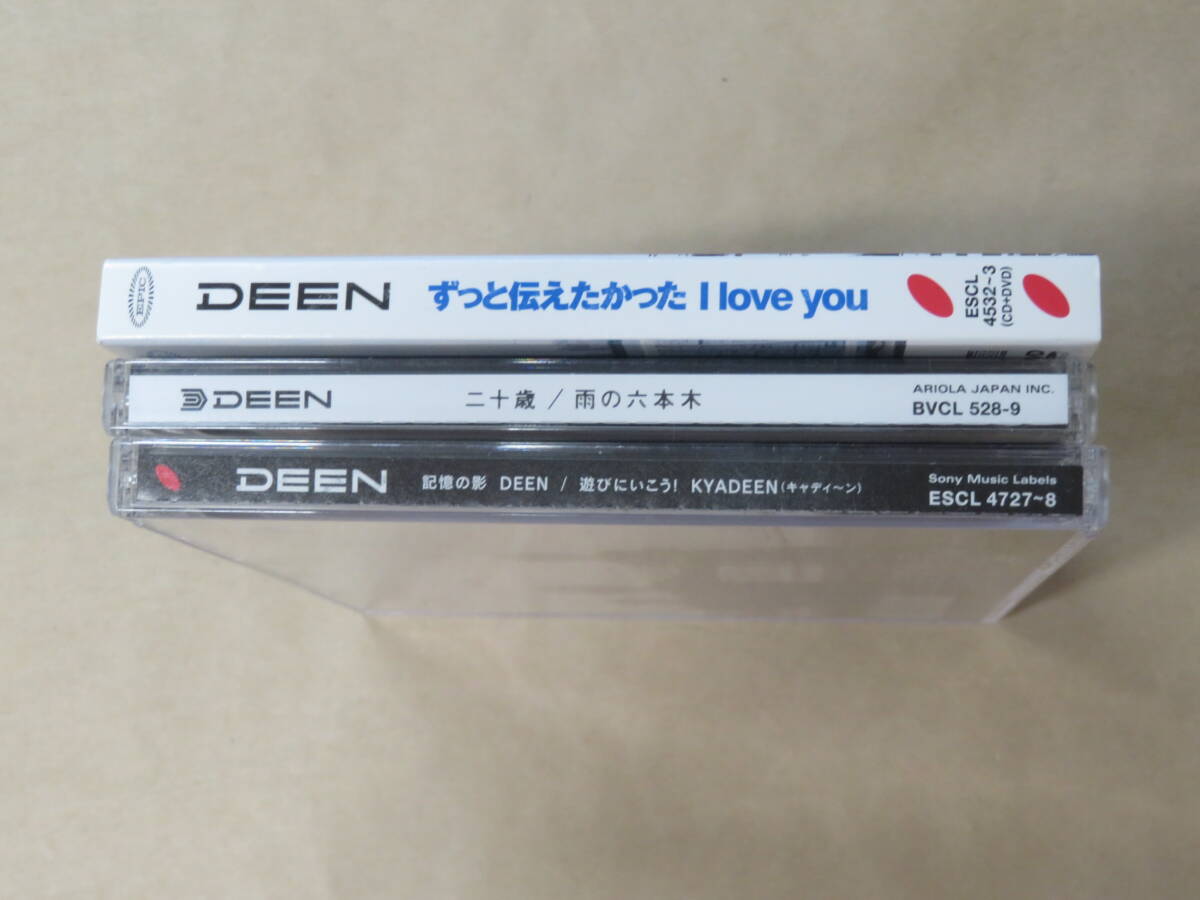 EPIC
DEEN ずっと伝えたかった I love you
ESCL
4532~3
(CD+DVD)
DEEN 二十歳 / 雨の六本木
ARIOLA JAPAN INC.
BVCL 528-9
DEEN 記憶の影 DEEN / 遊びにいこう! KYADEEN(キャディ〜ン)
Sony Music Labels
ESCL 4727~8